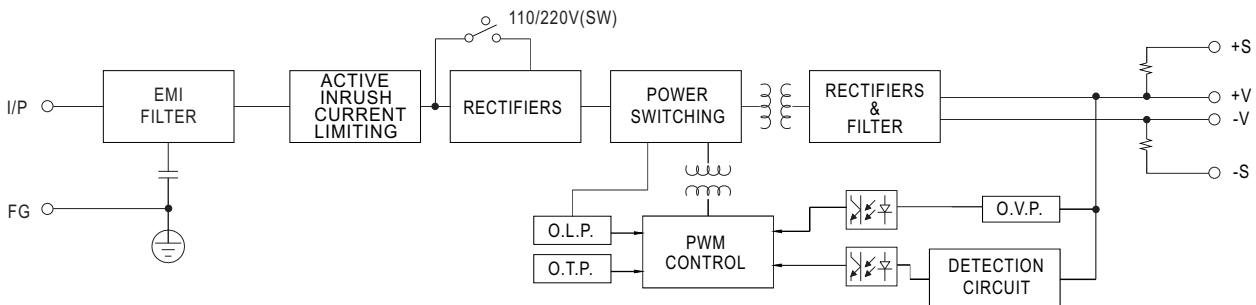 110/220V(SW)
I/P
EMI
FILTER
ACTIVE
INRUSH
CURRENT
LIMITING
RECTIFIERS
POWER
SWITCHING
RECTIFIERS
&
FILTER
+S
+V
-V
-S
FG
O.L.P.
O.T.P.
PWM
CONTROL
O.V.P.
DETECTION
CIRCUIT